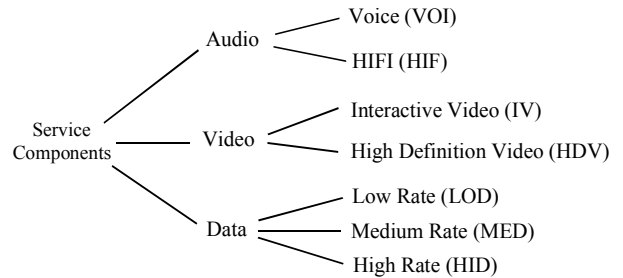 Service
Components
Audio
Voice (VOI)
HIFI (HIF)
Video
Interactive Video (IV)
High Definition Video (HDV)
Data
Low Rate (LOD)
Medium Rate (MED)
High Rate (HID)